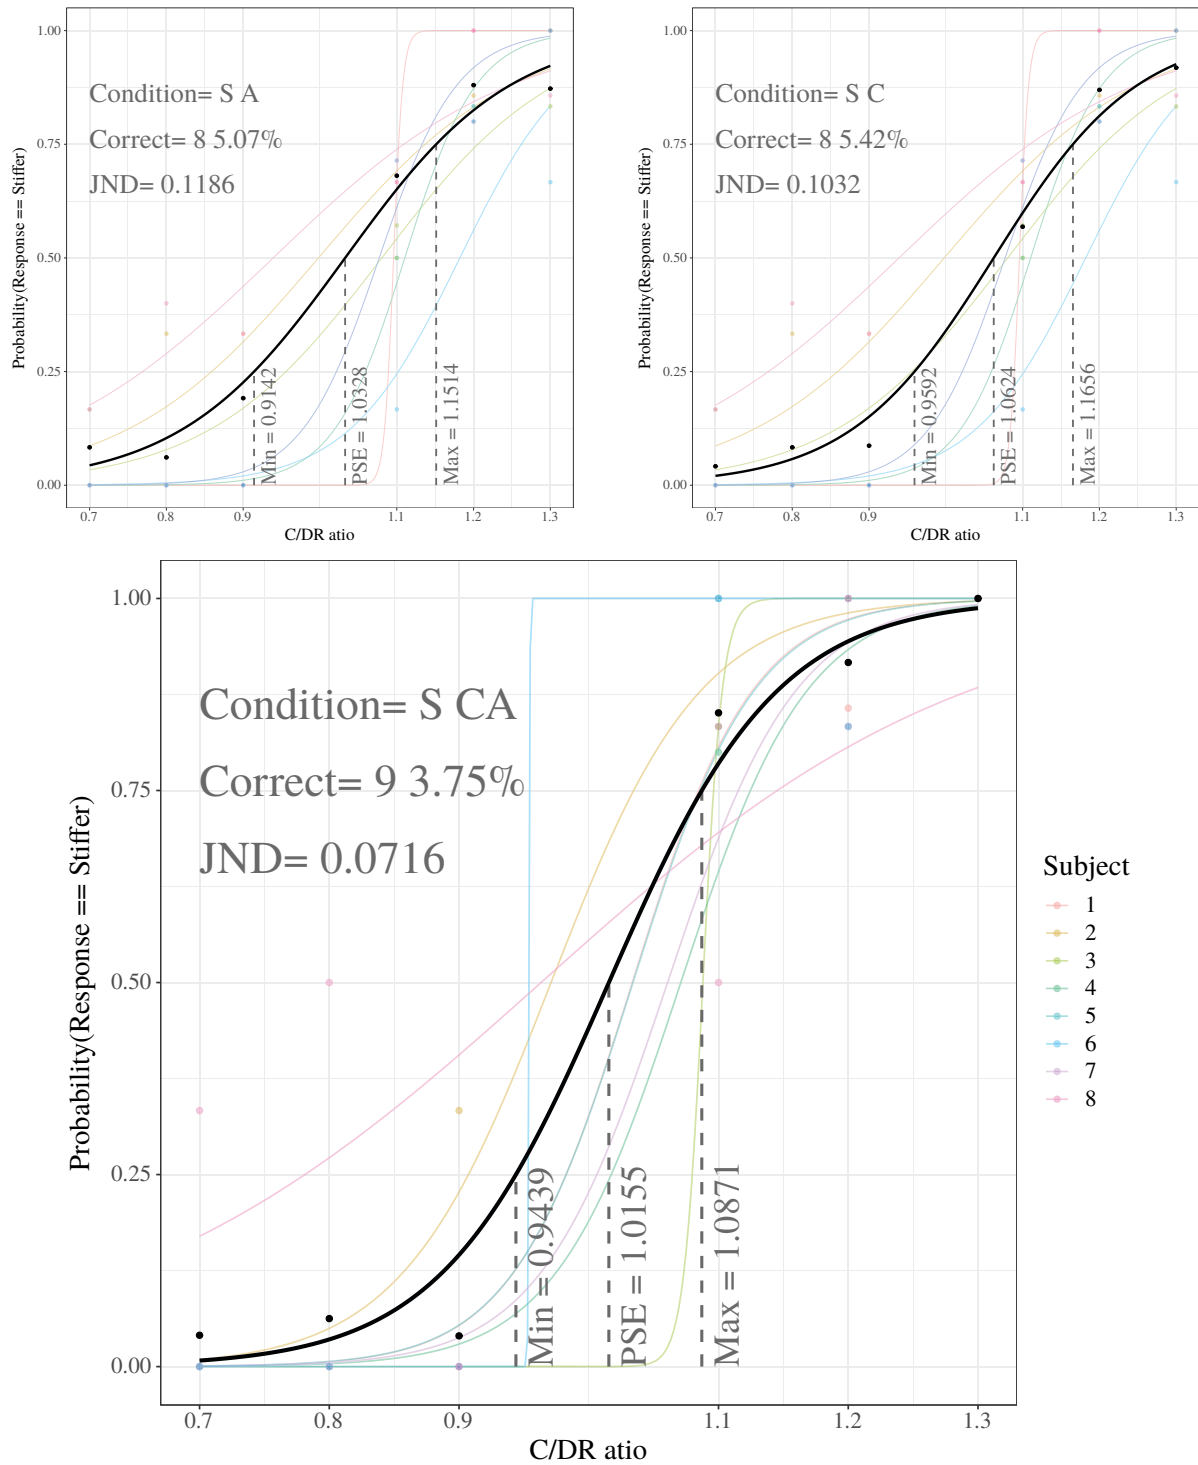 1.00
0.75
0.50
0.25
0.00
Probability(Response == Stiffer)
Condition= S A
Correct= 8 5.07%
JND= 0.1186
Min = 0.9142
PSE = 1.0328
Max = 1.1514
0.7 0.8 0.9 1.1 1.2 1.3
C/DR atio
1.00
0.75
0.50
0.25
0.00
Probability(Response == Stiffer)
Condition= S C
Correct= 8 5.42%
JND= 0.1032
Min = 0.9592
PSE = 1.0624
Max = 1.1656
0.7 0.8 0.9 1.1 1.2 1.3
C/DR atio
1.00
0.75
0.50
0.25
0.00
Probability(Response == Stiffer)
Condition= S CA
Correct= 9 3.75%
JND= 0.0716
Min = 0.9439
PSE = 1.0155
Max = 1.0871
0.7 0.8 0.9 1.1 1.2 1.3
C/DR atio
Subject
1
2
3
4
5
6
7
8